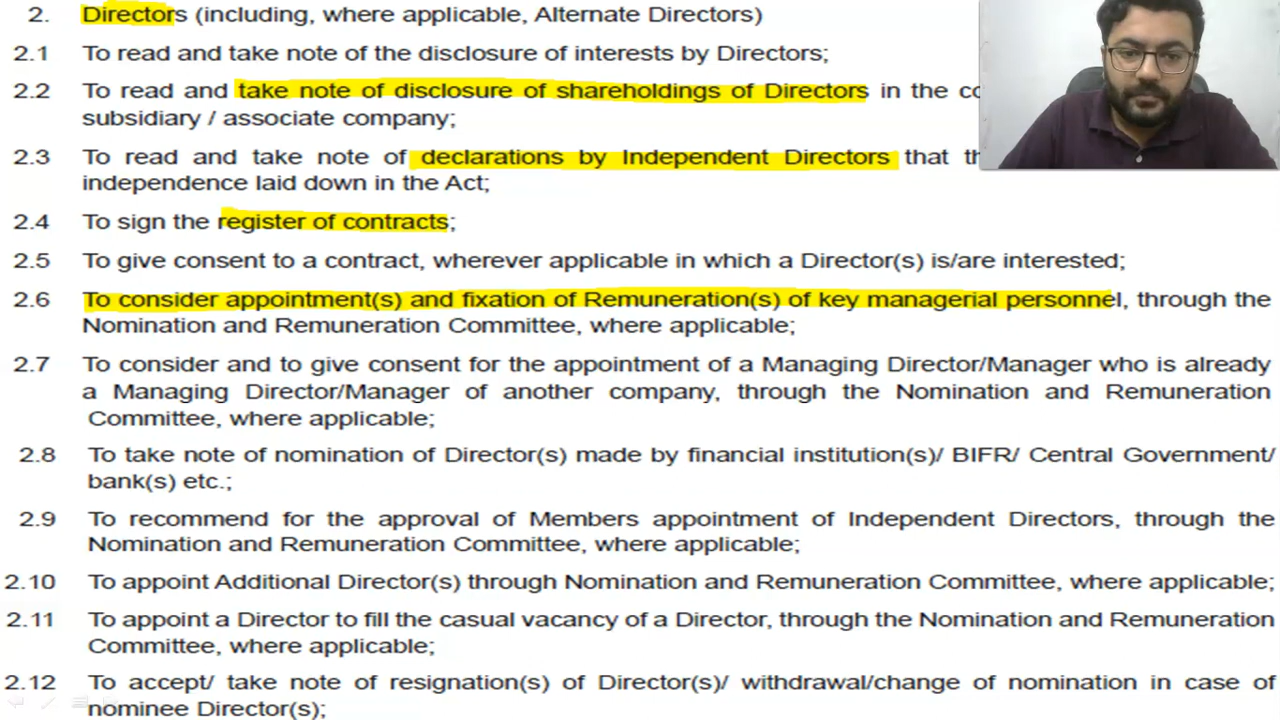 2. Directors (including, where applicable, Alternate Directors)
2.1 To read and take note of the disclosure of interests by Directors;
2.2 To read and take note of disclosure of shareholdings of Directors in the
subsidiary / associate company;
2.3 To read and take note of declarations by Independent Directors that
independence laid down in the Act;
2.4 To sign the register of contracts;
2.5 To give consent to a contract, wherever applicable in which a Director(s) is/are interested;
2.6 To consider appointment(s) and fixation of Remuneration(s) of key managerial personnel, through the
Nomination and Remuneration Committee, where applicable;
2.7 To consider and to give consent for the appointment of a Managing Director/Manager who is already
a Managing Director/Manager of another company, through the Nomination and Remuneration
Committee, where applicable;
2.8 To take note of nomination of Director(s) made by financial institution(s)/ BIFR/ Central Government/
bank(s) etc.;
2.9 To recommend for the approval of Members appointment of Independent Directors, through the
Nomination and Remuneration Committee, where applicable;
2.10 To appoint Additional Director(s) through Nomination and Remuneration Committee, where applicable;
2.11 To appoint a Director to fill the casual vacancy of a Director, through the Nomination and Remuneration
Committee, where applicable;
2.12 To accept/ take note of resignation(s) of Director(s)/ withdrawal/change of nomination in case of
nominee Director(s);